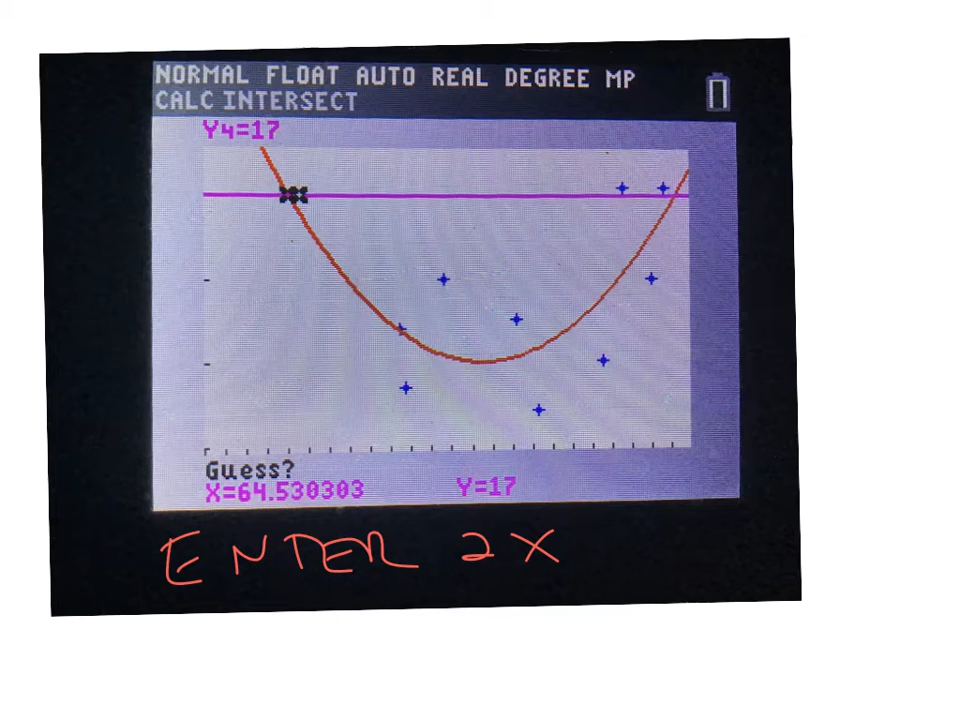 NORMAL FLOAT AUTO REAL DEGREE MP
CALC INTERSECT
Y4=17
Guess?
X=64.530303 Y=17
ENTER 2X